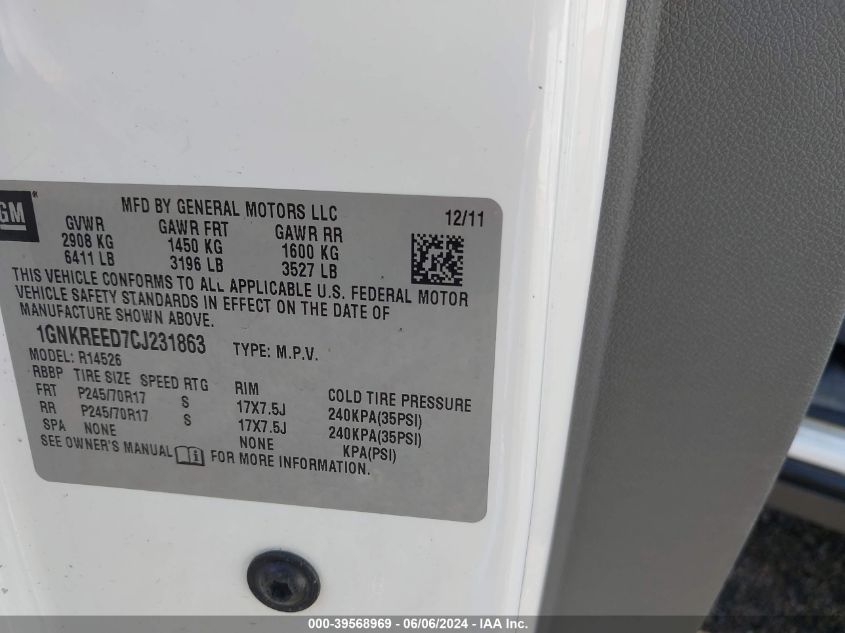 GM
MFD BY GENERAL MOTORS LLC 12/11
GVWR GAWR FRT GAWR RR
2908 KG 1450 KG 1600 KG
6411 LB 3196 LB 3527 LB
THIS VEHICLE CONFORMS TO ALL APPLICABLE U.S. FEDERAL MOTOR
VEHICLE SAFETY STANDARDS IN EFFECT ON THE DATE OF
MANUFACTURE SHOWN ABOVE.
1GNKREED7CJ231863 TYPE: M.P.V.
MODEL: R14526
RBBP TIRE SIZE SPEED RTG RIM COLD TIRE PRESSURE
FRT P245/70R17 S 17X7.5J 240KPA(35PSI)
RR P245/70R17 S 17X7.5J 240KPA(35PSI)
SPA NONE NONE KPA(PSI)
SEE OWNER'S MANUAL FOR MORE INFORMATION.
000-39568969 - 06/06/2024 - IAA Inc.